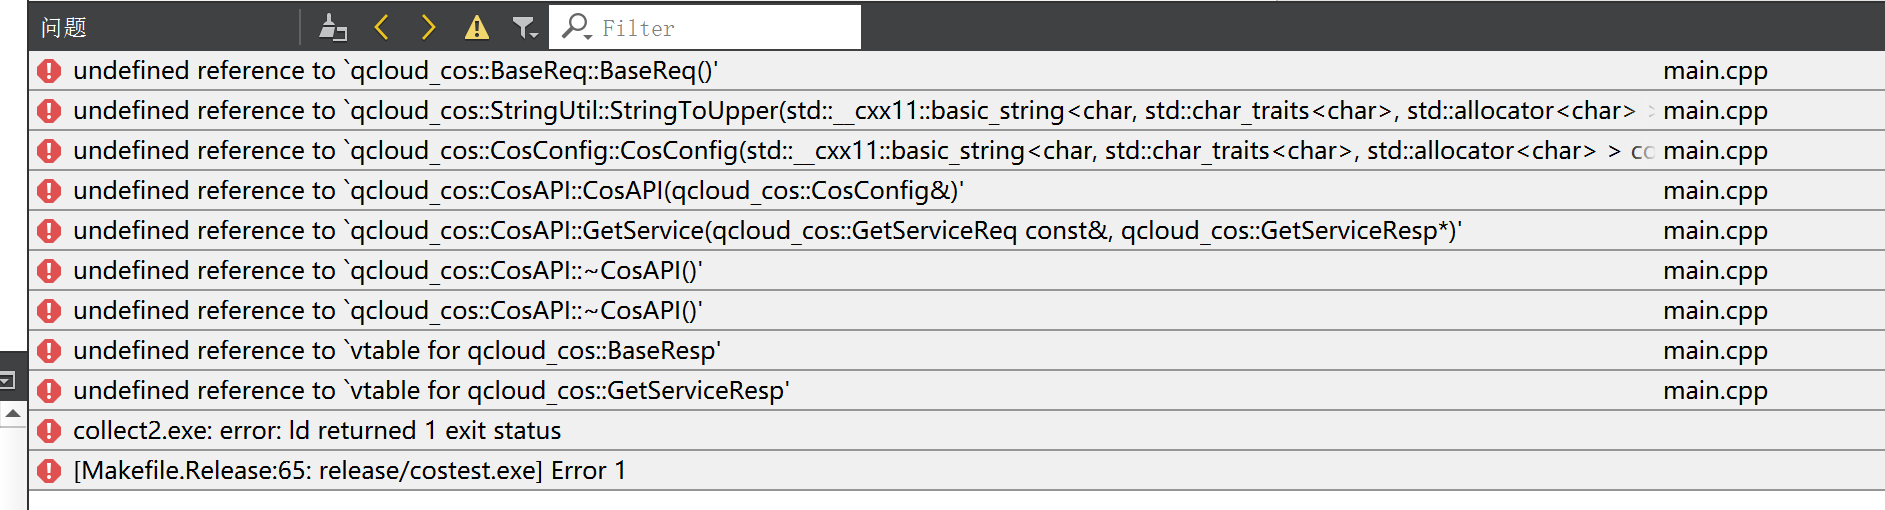 问题
Filter
undefined reference to `qcloud_cos::BaseReq::BaseReq()' main.cpp
undefined reference to `qcloud_cos::StringUtil::StringToUpper(std::__cxx11::basic_string<char, std::char_traits<char>, std::allocator<char> > main.cpp
undefined reference to `qcloud_cos::CosConfig::CosConfig(std::__cxx11::basic_string<char, std::char_traits<char>, std::allocator<char> > co main.cpp
undefined reference to `qcloud_cos::CosAPI::CosAPI(qcloud_cos::CosConfig&)' main.cpp
undefined reference to `qcloud_cos::CosAPI::GetService(qcloud_cos::GetServiceReq const&, qcloud_cos::GetServiceResp*)' main.cpp
undefined reference to `qcloud_cos::CosAPI::~CosAPI()' main.cpp
undefined reference to `qcloud_cos::CosAPI::~CosAPI()' main.cpp
undefined reference to `vtable for qcloud_cos::BaseResp' main.cpp
undefined reference to `vtable for qcloud_cos::GetServiceResp' main.cpp
collect2.exe: error: ld returned 1 exit status
[Makefile.Release:65: release/costest.exe] Error 1